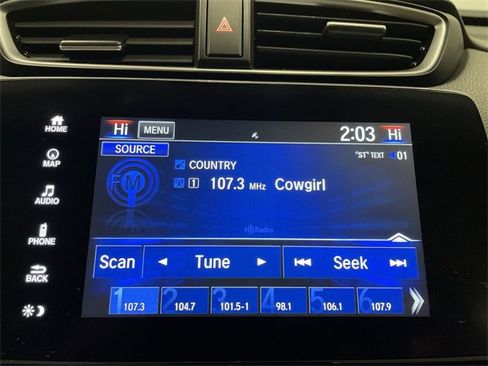 HOME
MAP
AUDIO
PHONE
BACK
Hi MENU 2:03 Hi
SOURCE "ST" TEXT 01
FM
COUNTRY
1 107.3 MHz Cowgirl
HD Radio
Scan Tune Seek
1 2 3 4 5 6
107.3 104.7 101.5-1 98.1 106.1 107.9